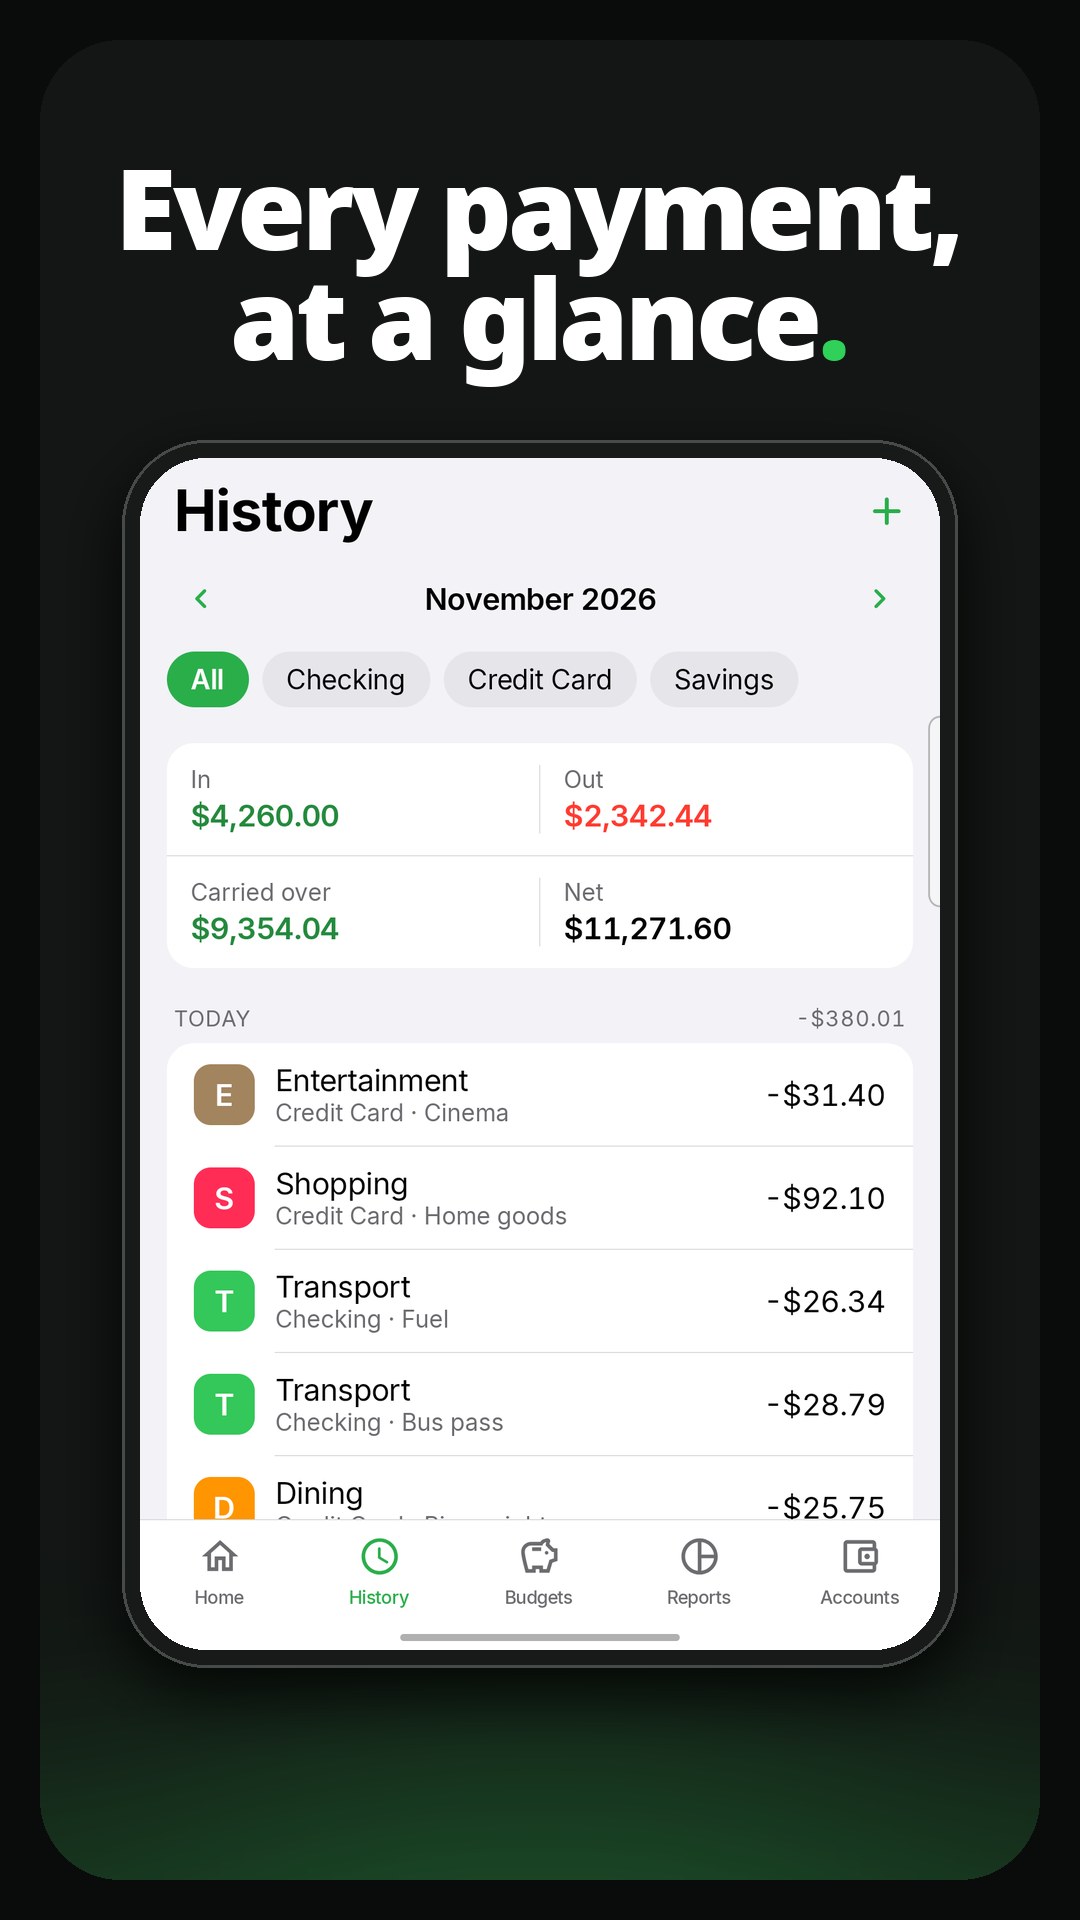 Every payment,
at a glance.
History
November 2026
All Checking Credit Card Savings
In Out
$4,260.00 $2,342.44
Carried over Net
$9,354.04 $11,271.60
TODAY -$380.01
E Entertainment -$31.40
Credit Card · Cinema
S Shopping -$92.10
Credit Card · Home goods
T Transport -$26.34
Checking · Fuel
T Transport -$28.79
Checking · Bus pass
D Dining -$25.75
Home History Budgets Reports Accounts